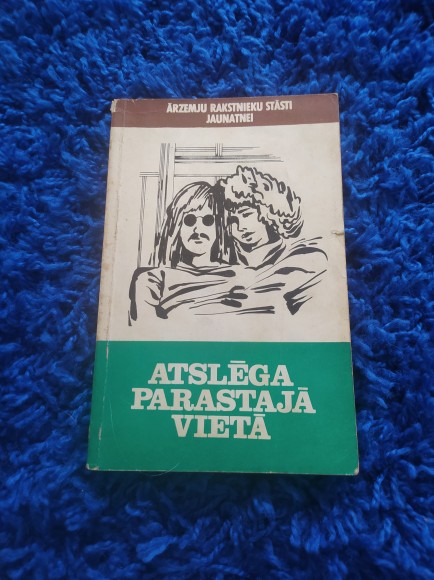 ĀRZEMJU RAKSTNIEKU STĀSTI
JAUNATNEI
ATSLĒGA
PARASTAJĀ
VIETĀ